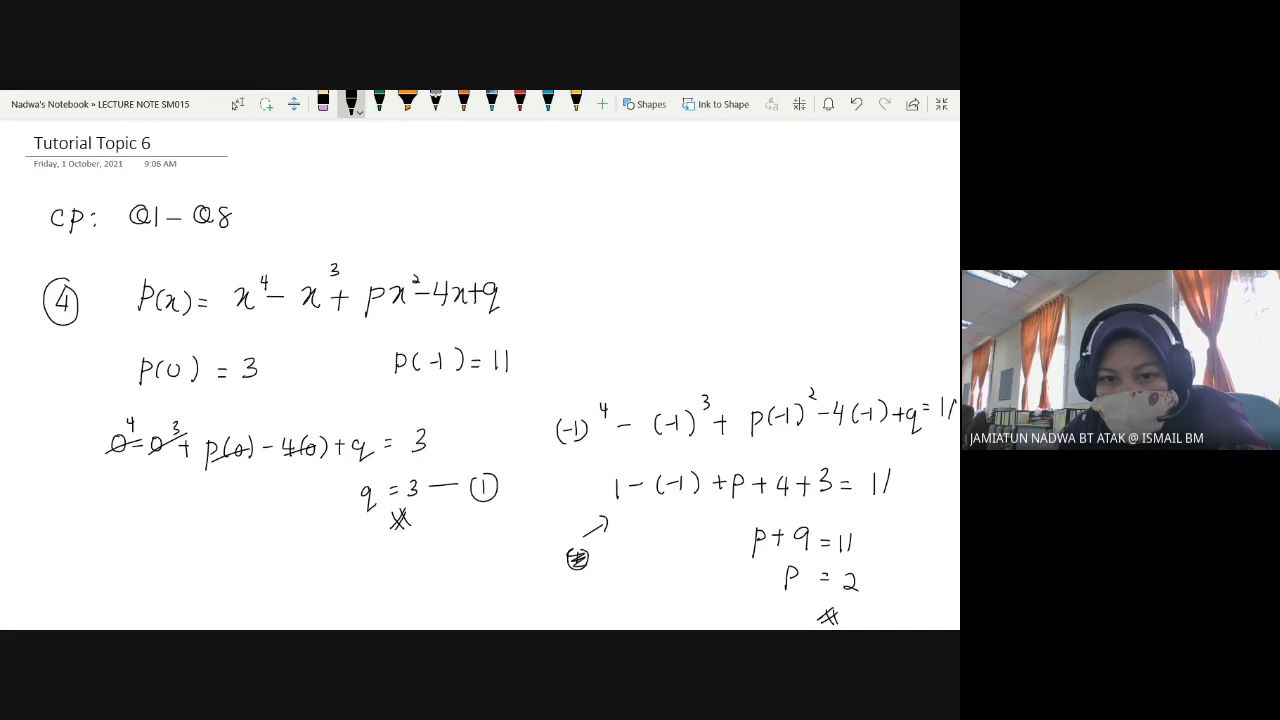 Nadwa's Notebook » LECTURE NOTE SM015
Shapes
Ink to Shape
Tutorial Topic 6
Friday, 1 October, 2021 9:06 AM
CP: Q1 - Q8
④ P(x) = x⁴ - x³ + px² - 4x + q
P(0) = 3
0⁴ - 0³ + p(0) - 4(0) + q = 3
q = 3 — ①
P(-1) = 11
(-1)⁴ - (-1)³ + p(-1)² - 4(-1) + q = 11
1 - (-1) + p + 4 + 3 = 11
p + 9 = 11
p = 2
JAMIATUN NADWA BT ATAK @ ISMAIL BM